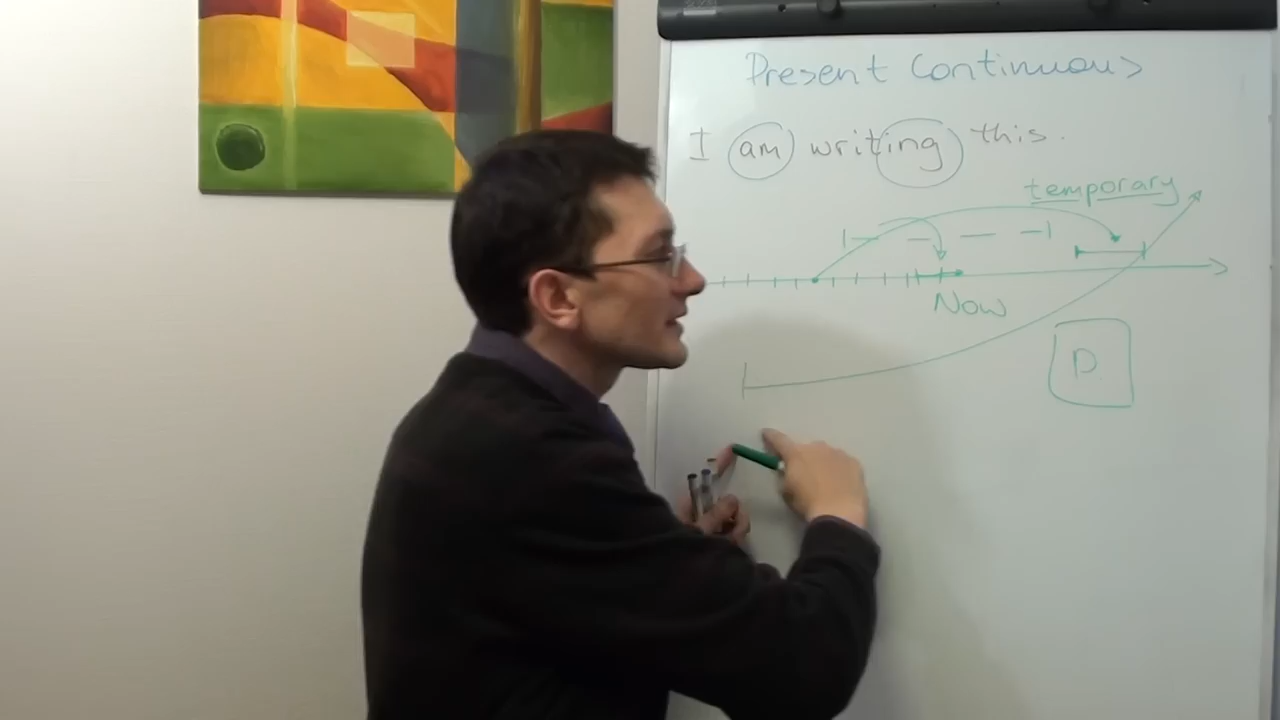 Present Continuous
I am writing this.
temporary
Now
D